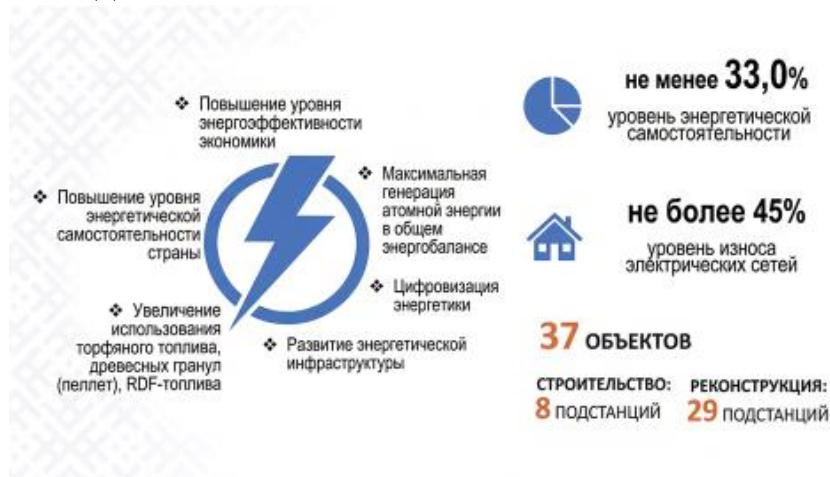 ❖ Повышение уровня
энергоэффективности
экономики
❖ Повышение уровня
энергетической
самостоятельности
страны
❖ Максимальная
генерация
атомной энергии
в общем
энергобалансе
❖ Цифровизация
энергетики
❖ Увеличение
использования
торфяного топлива,
древесных гранул
(пеллет), RDF-топлива
❖ Развитие энергетической
инфраструктуры
не менее 33,0%
уровень энергетической
самостоятельности
не более 45%
уровень износа
электрических сетей
37 ОБЪЕКТОВ
СТРОИТЕЛЬСТВО:
8 ПОДСТАНЦИЙ
РЕКОНСТРУКЦИЯ:
29 ПОДСТАНЦИЙ